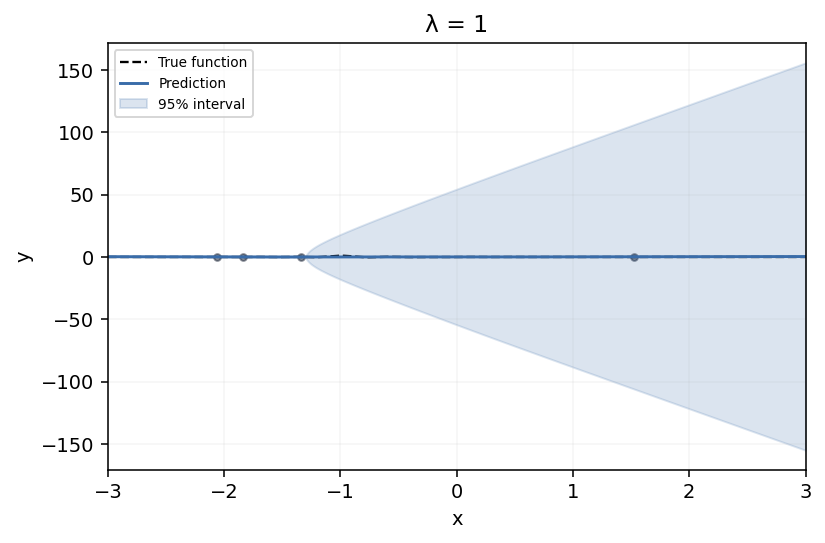 λ = 1
True function
Prediction
95% interval
150
100
50
0
−50
−100
−150
y
−3
−2
−1
0
1
2
3
x